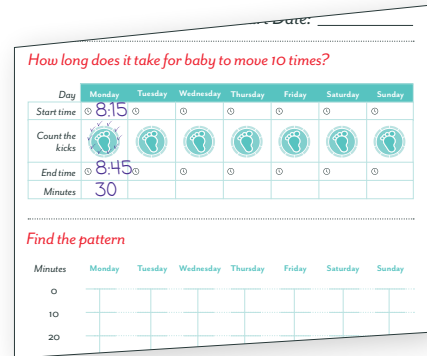 Date:
How long does it take for baby to move 10 times?
Day Monday Tuesday Wednesday Thursday Friday Saturday Sunday
Start time 8:15
Count the
kicks
End time 8:45
Minutes 30
Find the pattern
Minutes Monday Tuesday Wednesday Thursday Friday Saturday Sunday
0
10
20